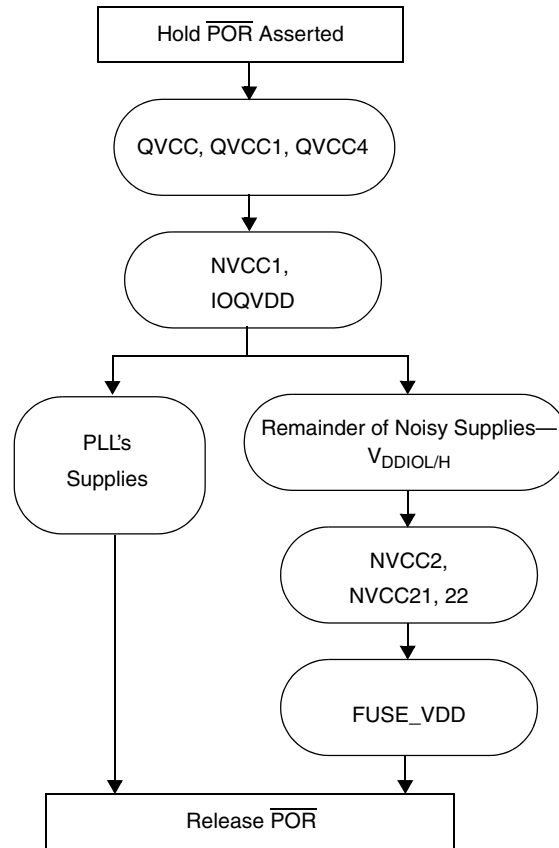 Hold POR Asserted
QVCC, QVCC1, QVCC4
NVCC1,
IOQVDD
PLL's
Supplies
Remainder of Noisy Supplies—
VDDIOL/H
NVCC2,
NVCC21, 22
FUSE_VDD
Release POR